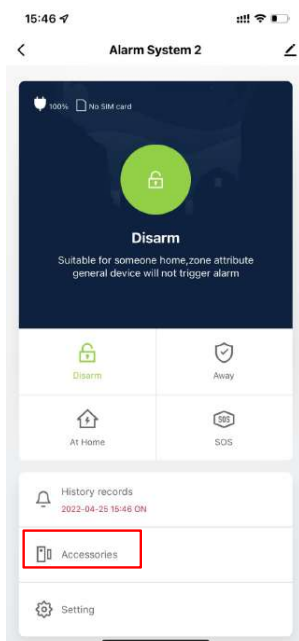 15:46
Alarm System 2
100% No SIM card
Disarm
Suitable for someone home,zone attribute
general device will not trigger alarm
Disarm
Away
At Home
SOS
SOS
History records
2022-04-25 15:46 ON
Accessories
Setting